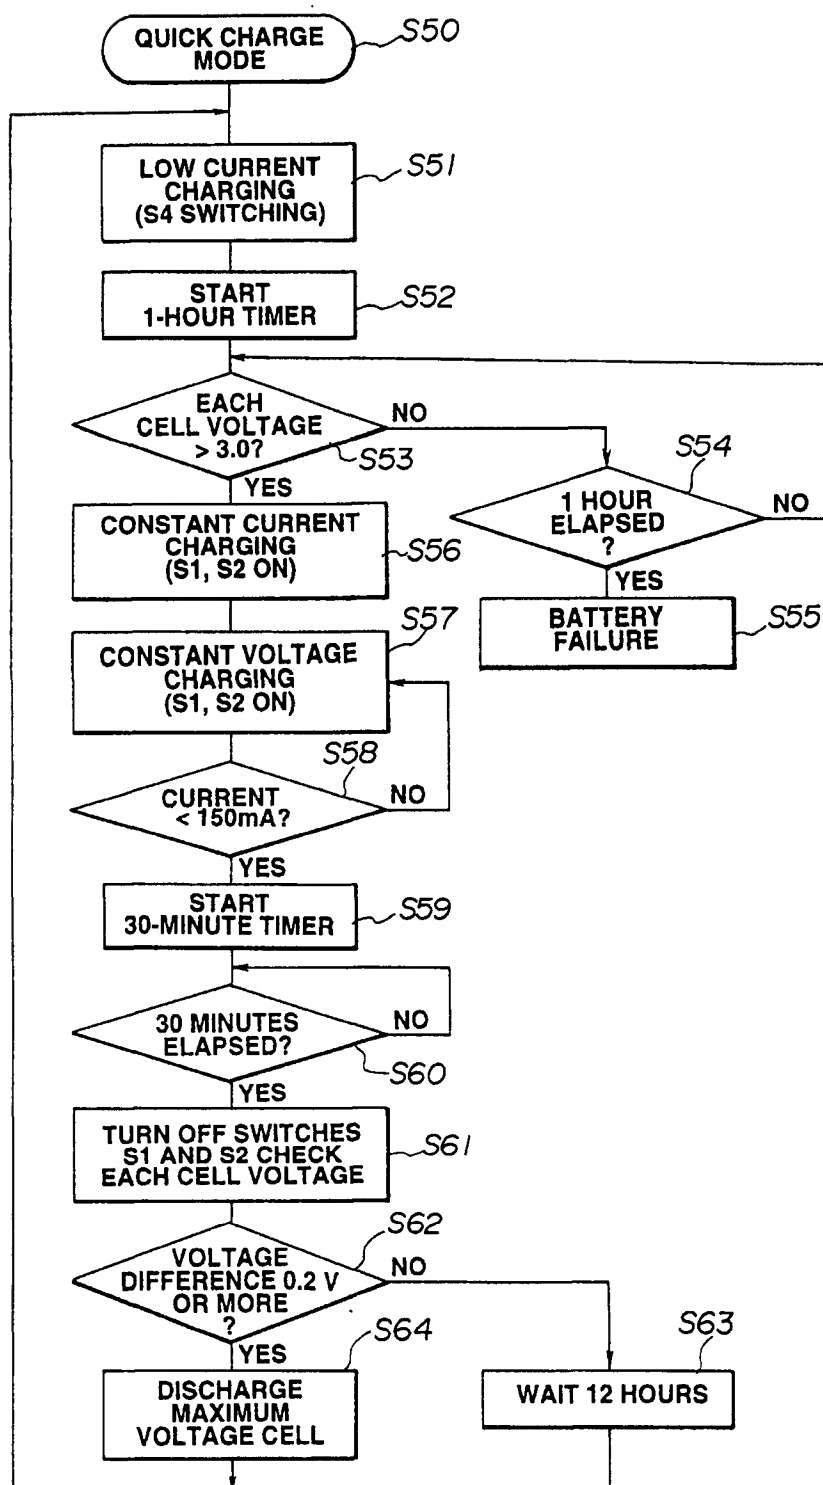 QUICK CHARGE
MODE
S50
LOW CURRENT
CHARGING
(S4 SWITCHING)
S51
START
1-HOUR TIMER
S52
EACH
CELL VOLTAGE
> 3.0?
S53
NO
YES
S54
1 HOUR
ELAPSED
?
NO
YES
CONSTANT CURRENT
CHARGING
(S1, S2 ON)
S56
BATTERY
FAILURE
S55
S57
CONSTANT VOLTAGE
CHARGING
(S1, S2 ON)
S58
CURRENT
< 150mA?
NO
YES
START
30-MINUTE TIMER
S59
30 MINUTES
ELAPSED?
NO
S60
YES
TURN OFF SWITCHES
S1 AND S2 CHECK
EACH CELL VOLTAGE
S61
S62
VOLTAGE
DIFFERENCE 0.2 V
OR MORE
?
NO
YES
S64
DISCHARGE
MAXIMUM
VOLTAGE CELL
S63
WAIT 12 HOURS